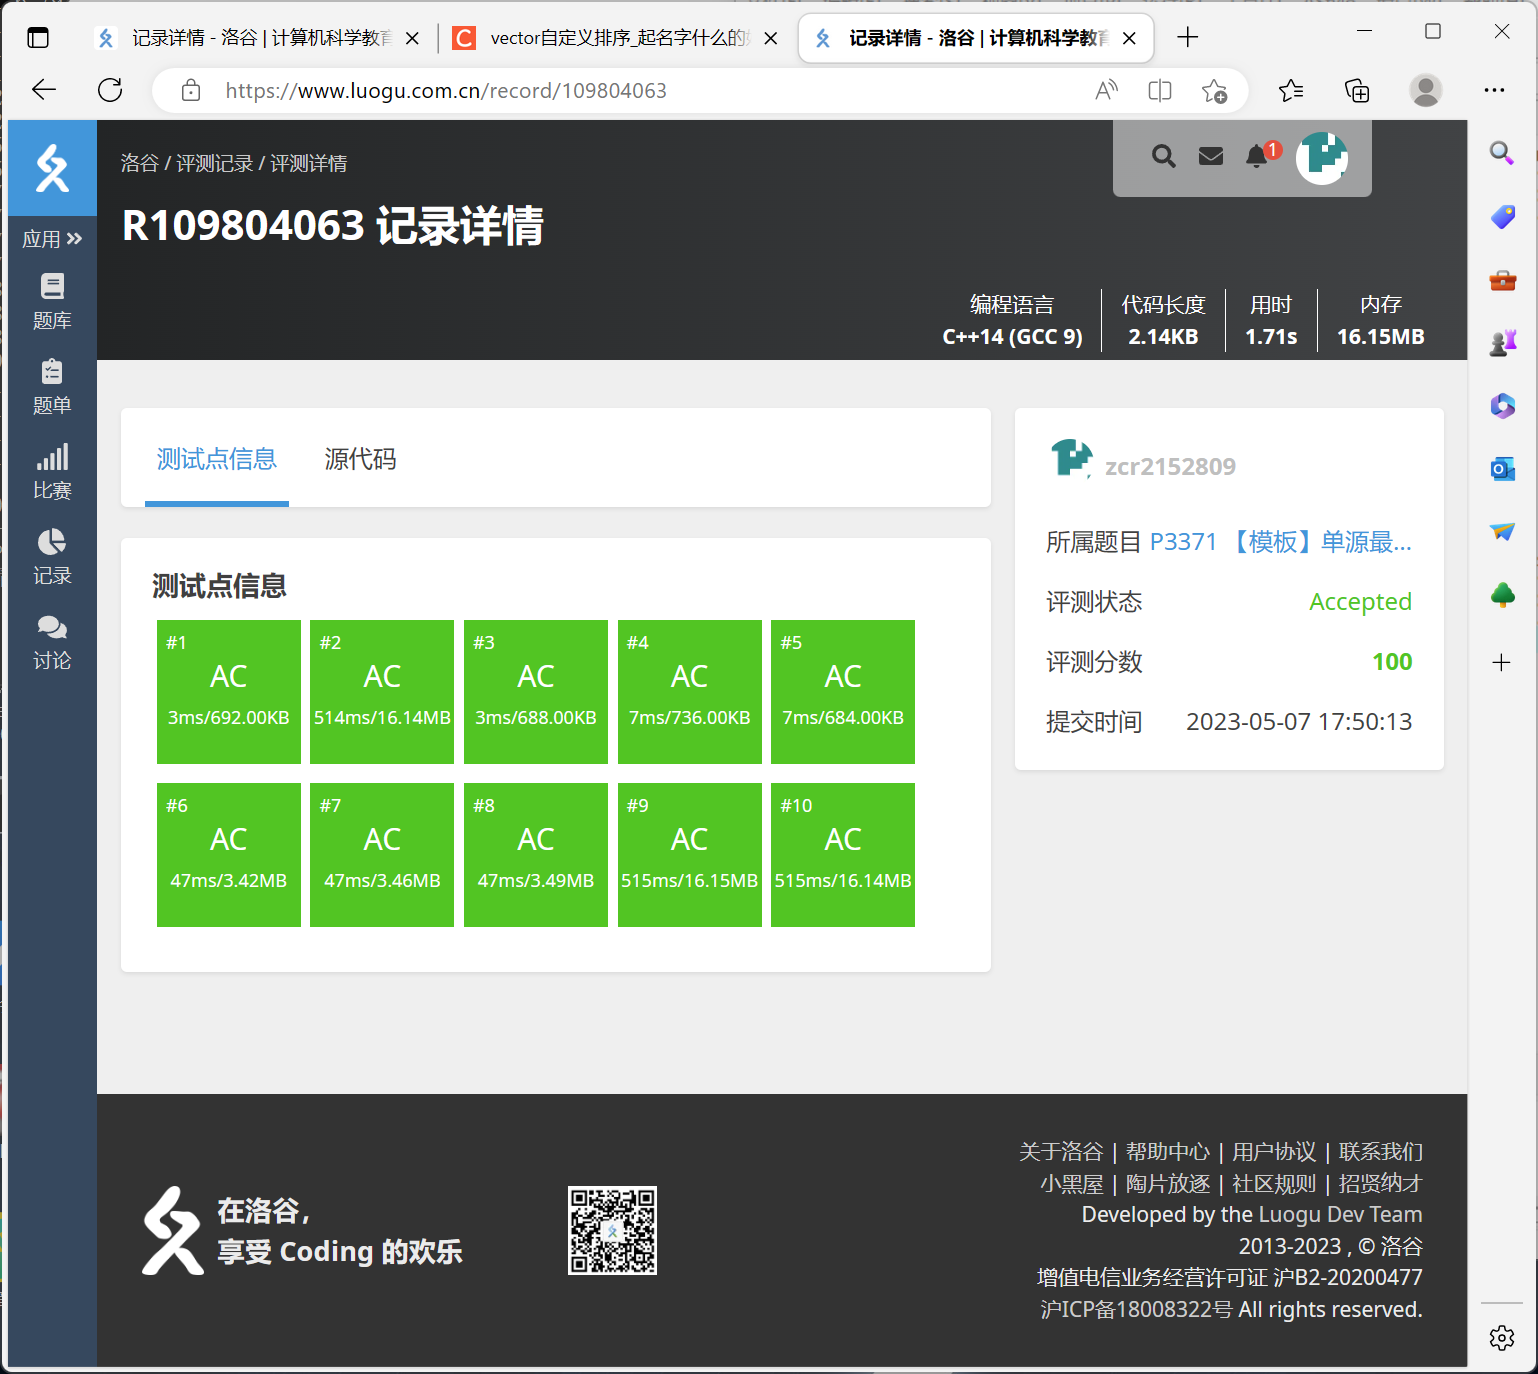 记录详情 - 洛谷 | 计算机科学教育
vector自定义排序_起名字什么的
记录详情 - 洛谷 | 计算机科学教育
https://www.luogu.com.cn/record/109804063
洛谷 / 评测记录 / 评测详情
1
R109804063 记录详情
应用
题库
题单
比赛
记录
讨论
编程语言
C++14 (GCC 9)
代码长度
2.14KB
用时
1.71s
内存
16.15MB
测试点信息
源代码
测试点信息
#1
AC
3ms/692.00KB
#2
AC
514ms/16.14MB
#3
AC
3ms/688.00KB
#4
AC
7ms/736.00KB
#5
AC
7ms/684.00KB
#6
AC
47ms/3.42MB
#7
AC
47ms/3.46MB
#8
AC
47ms/3.49MB
#9
AC
515ms/16.15MB
#10
AC
515ms/16.14MB
zcr2152809
所属题目 P3371 【模板】单源最...
评测状态 Accepted
评测分数 100
提交时间 2023-05-07 17:50:13
在洛谷，
享受 Coding 的欢乐
关于洛谷 | 帮助中心 | 用户协议 | 联系我们
小黑屋 | 陶片放逐 | 社区规则 | 招贤纳才
Developed by the Luogu Dev Team
2013-2023 , © 洛谷
增值电信业务经营许可证 沪B2-20200477
沪ICP备18008322号 All rights reserved.